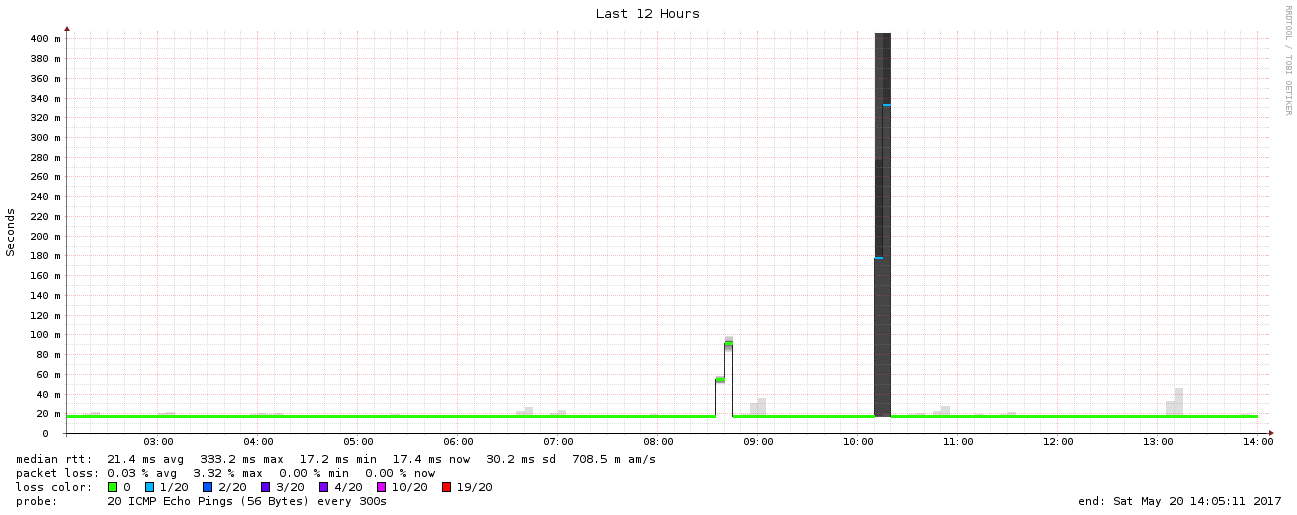 Last 12 Hours
RRDTOOL / TOBI OETIKER
Seconds
400 m
380 m
360 m
340 m
320 m
300 m
280 m
260 m
240 m
220 m
200 m
180 m
160 m
140 m
120 m
100 m
80 m
60 m
40 m
20 m
0
03:00 04:00 05:00 06:00 07:00 08:00 09:00 10:00 11:00 12:00 13:00 14:00
median rtt: 21.4 ms avg 333.2 ms max 17.2 ms min 17.4 ms now 30.2 ms sd 708.5 m am/s
packet loss: 0.03 % avg 3.32 % max 0.00 % min 0.00 % now
loss color: 0 1/20 2/20 3/20 4/20 10/20 19/20
probe: 20 ICMP Echo Pings (56 Bytes) every 300s end: Sat May 20 14:05:11 2017